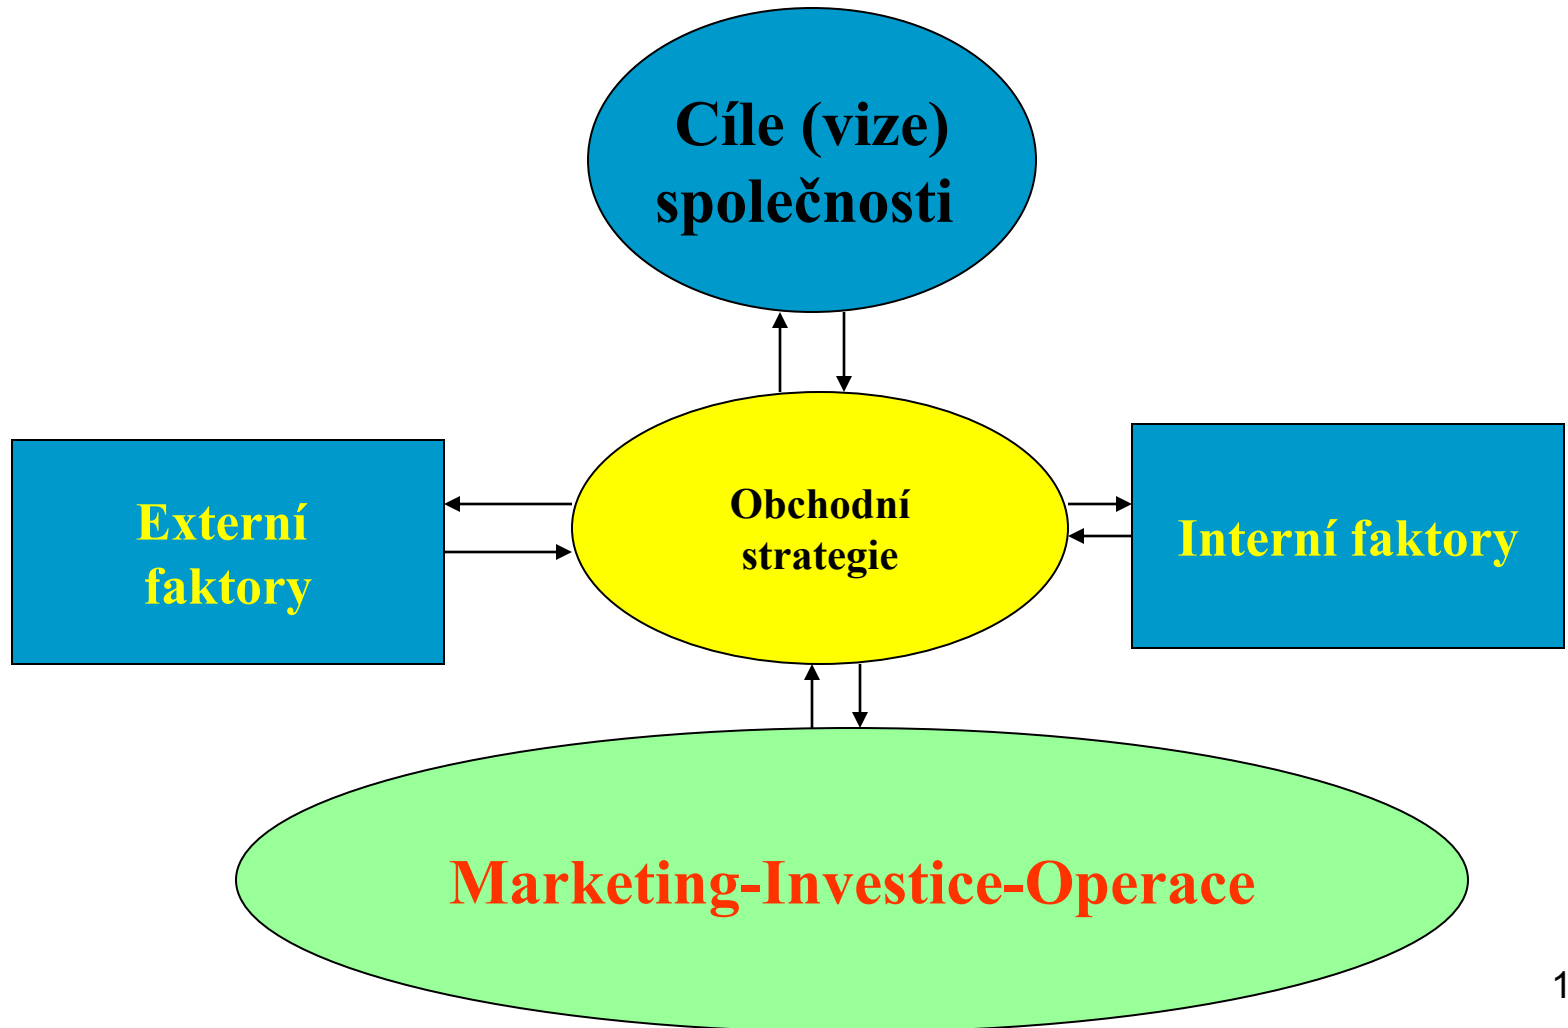 Cíle (vize)
společnosti
Externí
faktory
Obchodní
strategie
Interní faktory
Marketing-Investice-Operace
1